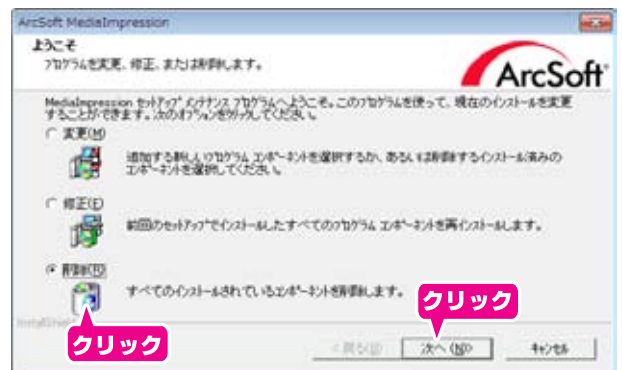 ArcSoft MediaImpression
ようこそ
プログラムを変更、修正、または削除します。
ArcSoft
MediaImpression セットアップ メンテナンス プログラムへようこそ。このプログラムを使って、現在のインストールを変更
することができます。次のオプションをクリックしてください。
変更(M)
追加する新しいプログラム コンポーネントを選択するか、あるいは削除するインストール済みの
コンポーネントを選択してください。
修正(E)
前回のセットアップでインストールしたすべてのプログラム コンポーネントを再インストールします。
削除(R)
すべてのインストールされているコンポーネントを削除します。
クリック
InstallShield
クリック
< 戻る(B)
次へ(N)>
キャンセル